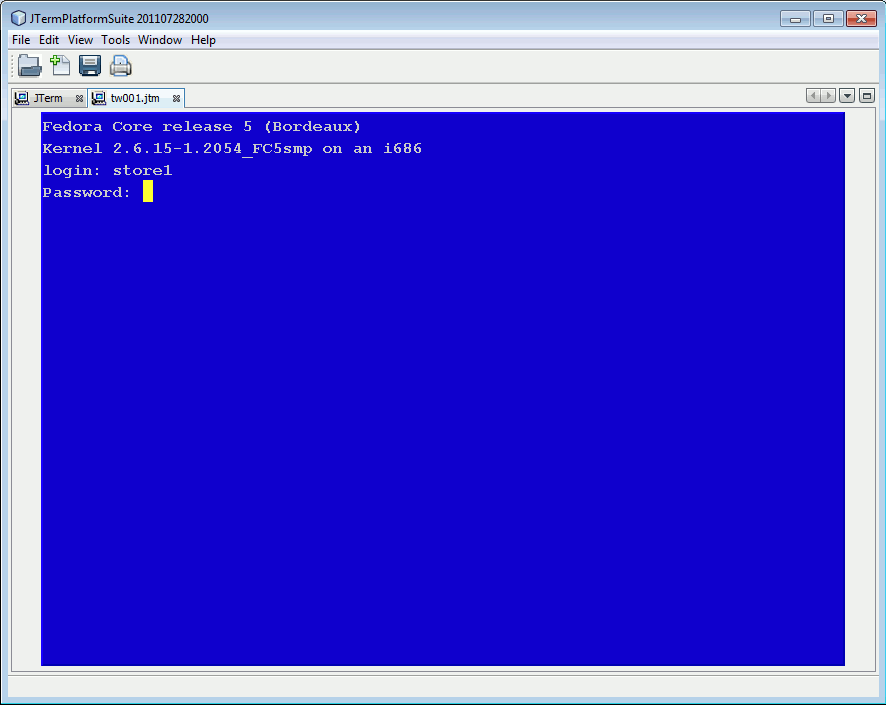 JTermPlatformSuite 201107282000
File Edit View Tools Window Help
JTerm tw001.jtm
Fedora Core release 5 (Bordeaux)
Kernel 2.6.15-1.2054_FC5smp on an i686
login: store1
Password: